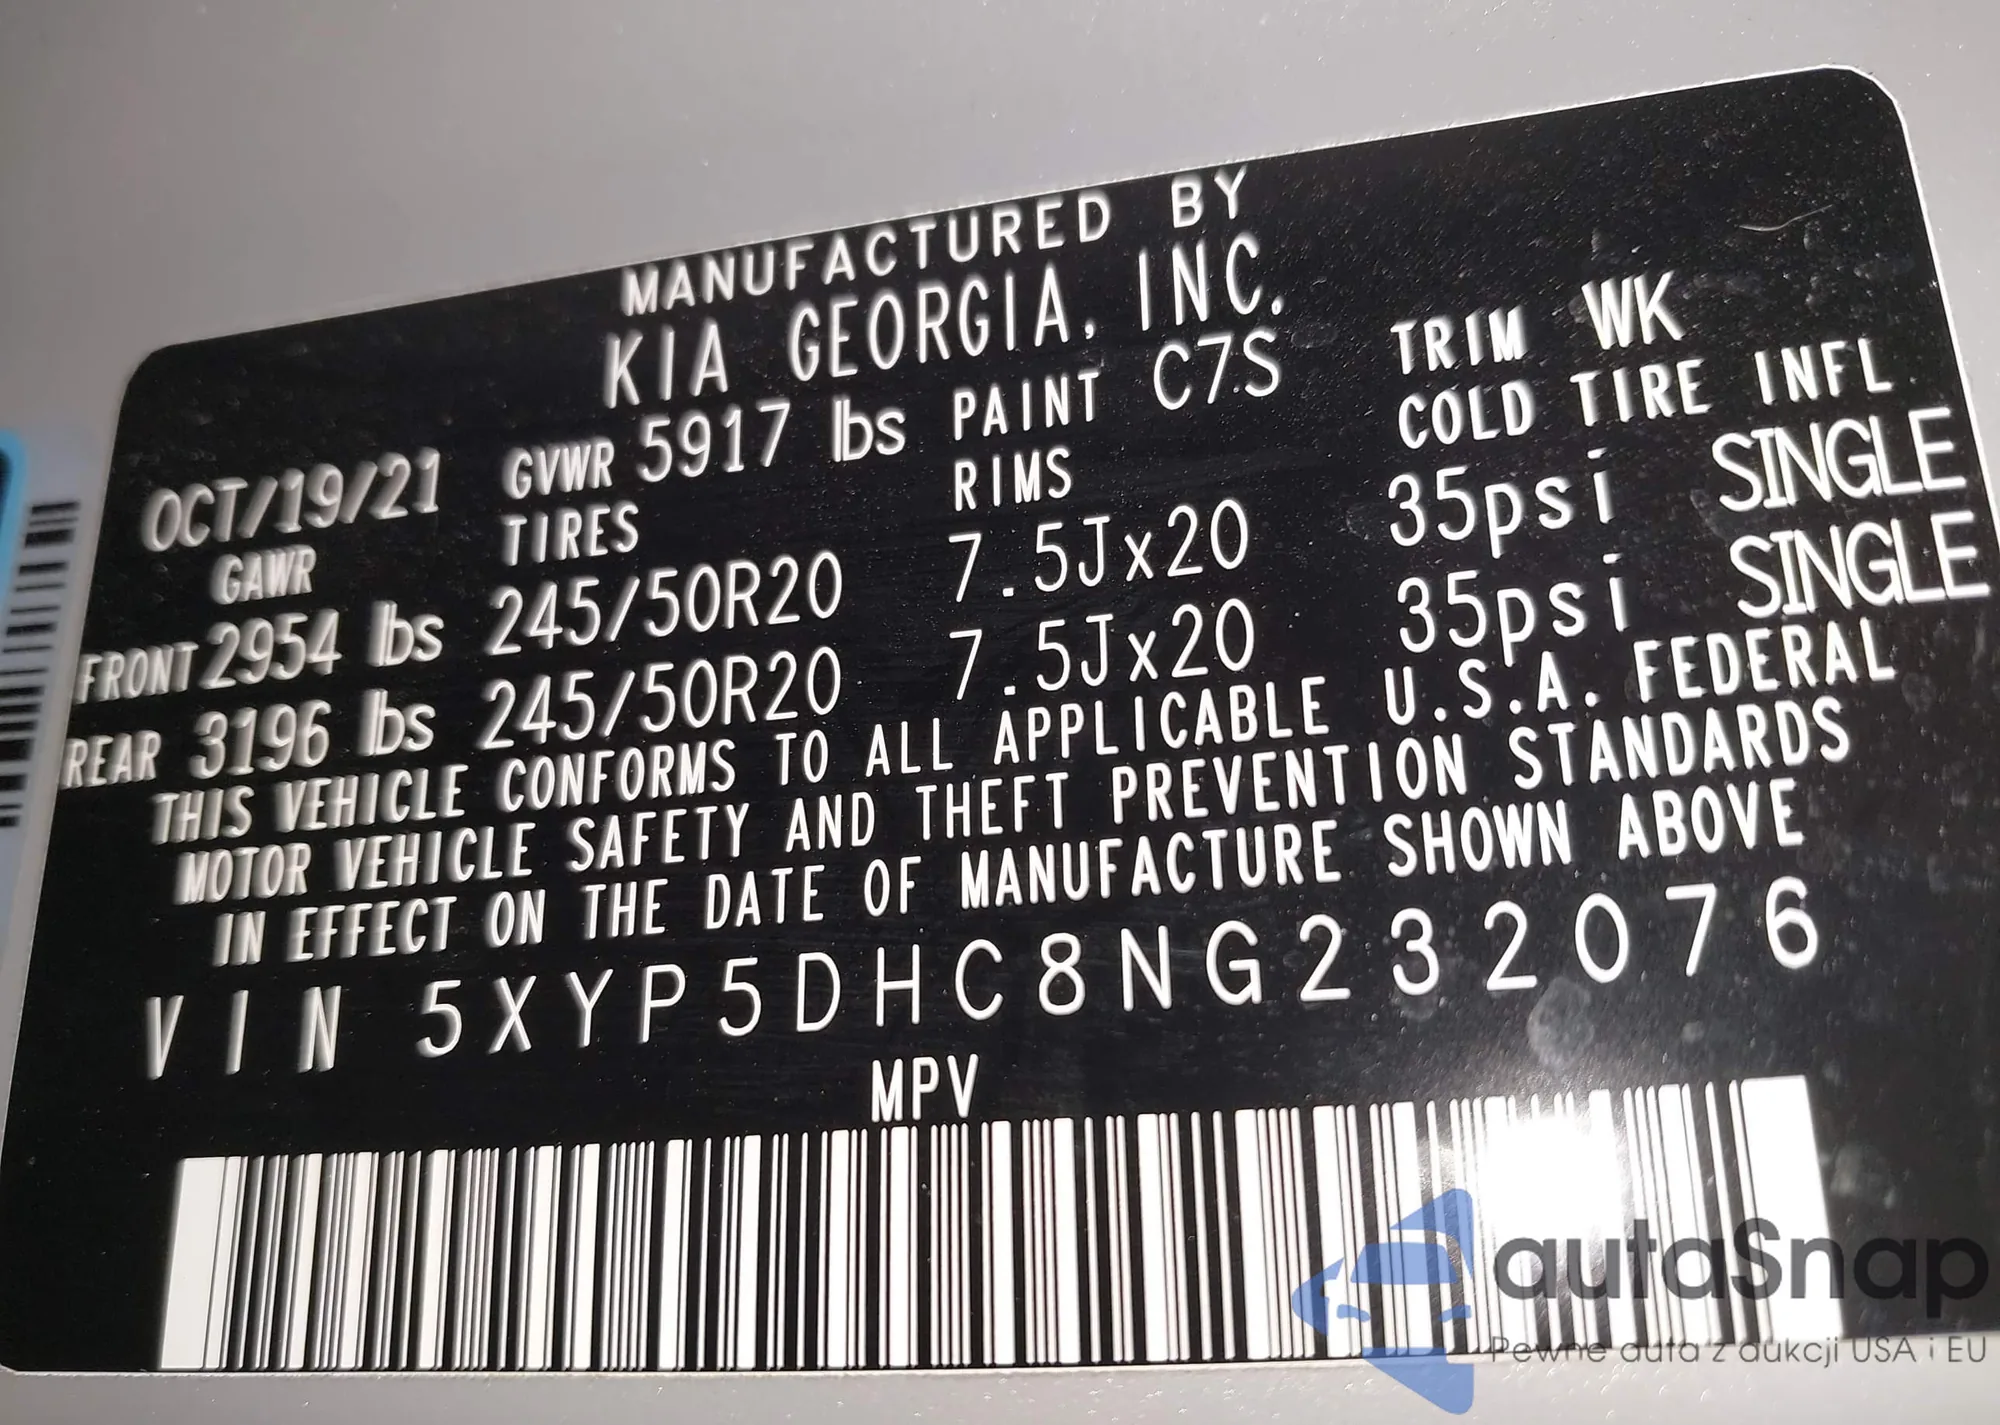 MANUFACTURED BY
KIA GEORGIA, INC.
OCT/19/21 GVWR 5917 lbs PAINT C7S TRIM WK
GAWR TIRES RIMS COLD TIRE INFL.
FRONT 2954 lbs 245/50R20 7.5Jx20 35psi SINGLE
REAR 3196 lbs 245/50R20 7.5Jx20 35psi SINGLE
THIS VEHICLE CONFORMS TO ALL APPLICABLE U.S.A. FEDERAL
MOTOR VEHICLE SAFETY AND THEFT PREVENTION STANDARDS
IN EFFECT ON THE DATE OF MANUFACTURE SHOWN ABOVE
VIN 5XYP5DHC8NG232076
MPV
autaSnap
Pewne auta z aukcji USA i EU